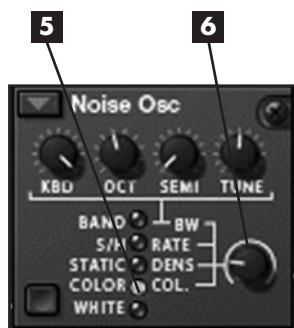 5 6
Noise Osc
KBD OCT SEMI TUNE
BAND BW
S/H RATE
STATIC DENS
COLOR COL.
WHITE